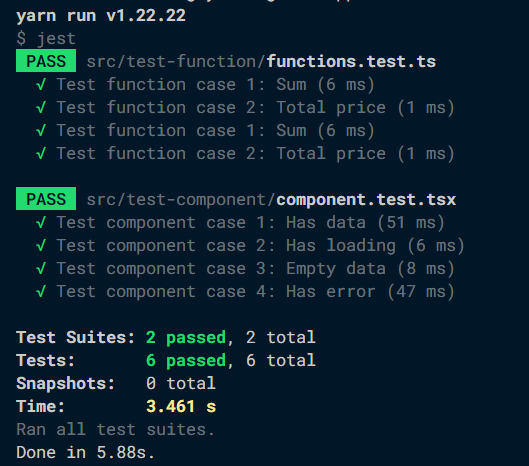 yarn run v1.22.22
$ jest
PASS src/test-function/functions.test.ts
√ Test function case 1: Sum (6 ms)
√ Test function case 2: Total price (1 ms)
√ Test function case 1: Sum (6 ms)
√ Test function case 2: Total price (1 ms)
PASS src/test-component/component.test.tsx
√ Test component case 1: Has data (51 ms)
√ Test component case 2: Has loading (6 ms)
√ Test component case 3: Empty data (8 ms)
√ Test component case 4: Has error (47 ms)
Test Suites: 2 passed, 2 total
Tests: 6 passed, 6 total
Snapshots: 0 total
Time: 3.461 s
Ran all test suites.
Done in 5.88s.